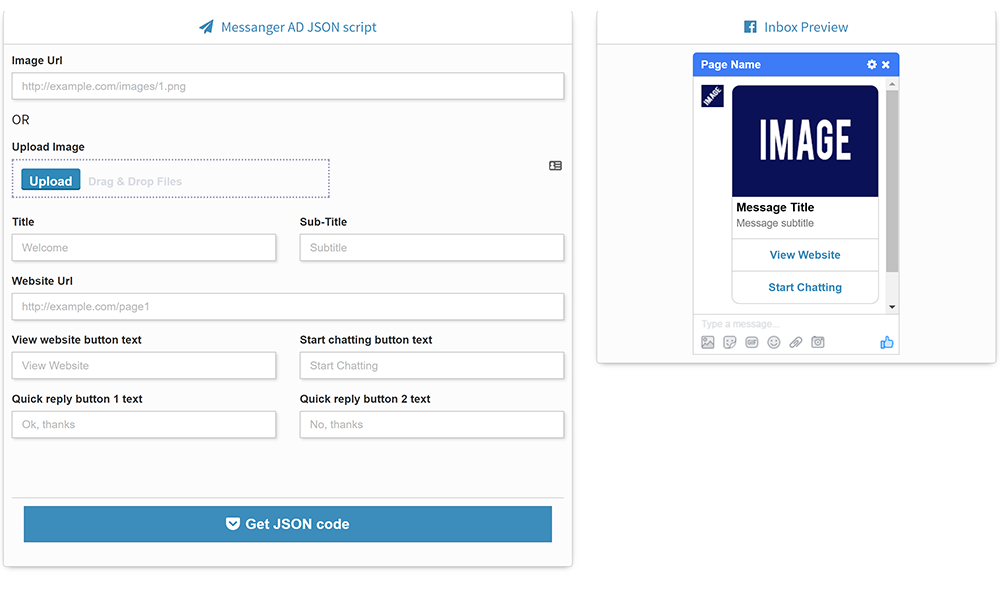 Messanger AD JSON script
Image Url
http://example.com/images/1.png
OR
Upload Image
Upload Drag & Drop Files
Title Sub-Title
Welcome Subtitle
Website Url
http://example.com/page1
View website button text Start chatting button text
View Website Start Chatting
Quick reply button 1 text Quick reply button 2 text
Ok, thanks No, thanks
Get JSON code
Inbox Preview
Page Name
IMAGE
IMAGE
Message Title
Message subtitle
View Website
Start Chatting
Type a message...
GIF